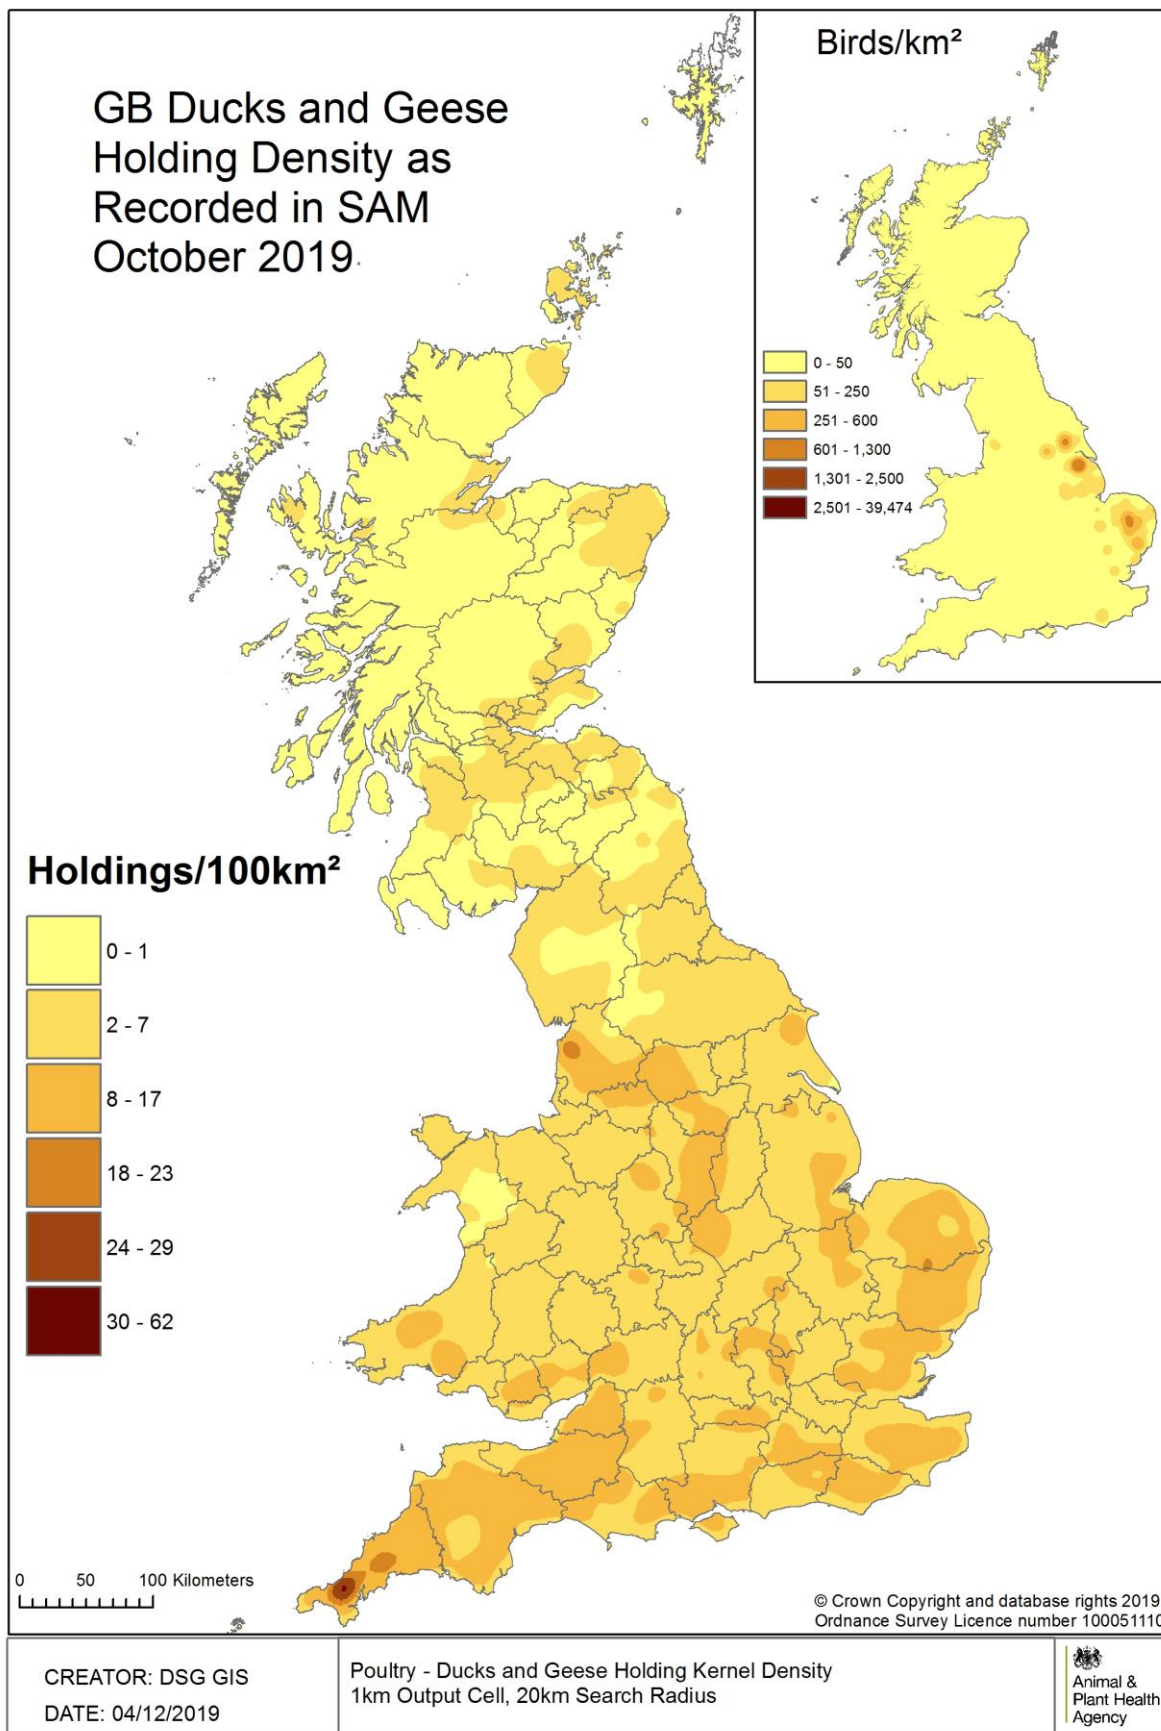 GB Ducks and Geese
Holding Density as
Recorded in SAM
October 2019
Birds/km²
0 - 50
51 - 250
251 - 600
601 - 1,300
1,301 - 2,500
2,501 - 39,474
Holdings/100km²
0 - 1
2 - 7
8 - 17
18 - 23
24 - 29
30 - 62
0 50 100 Kilometers
© Crown Copyright and database rights 2019
Ordnance Survey Licence number 100051110
CREATOR: DSG GIS
DATE: 04/12/2019
Poultry - Ducks and Geese Holding Kernel Density
1km Output Cell, 20km Search Radius
Animal &
Plant Health
Agency